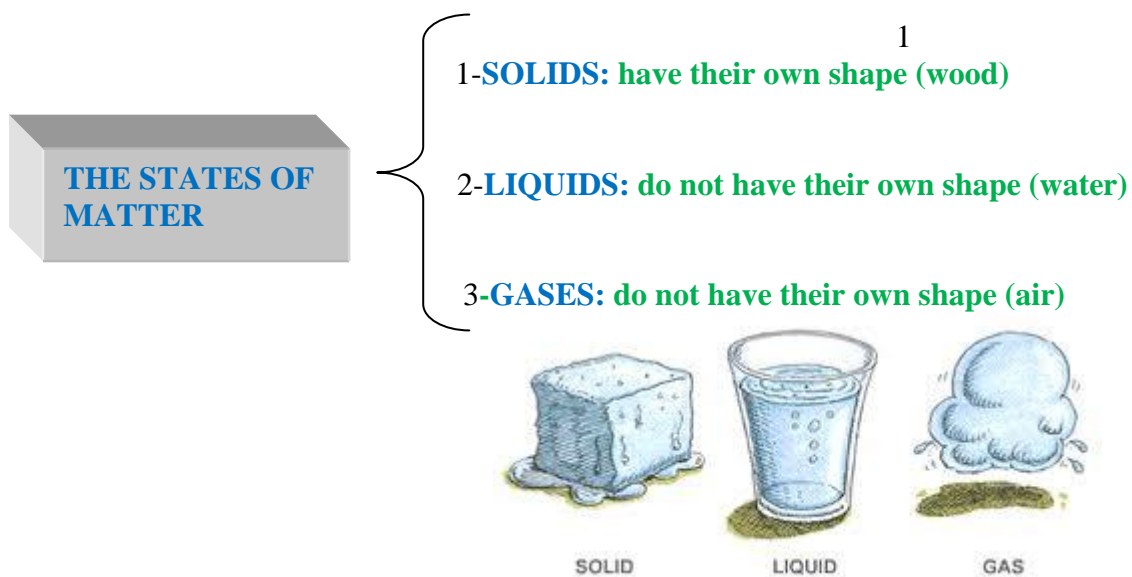 1
1-SOLIDS: have their own shape (wood)
THE STATES OF
MATTER
2-LIQUIDS: do not have their own shape (water)
3-GASES: do not have their own shape (air)
SOLID
LIQUID
GAS